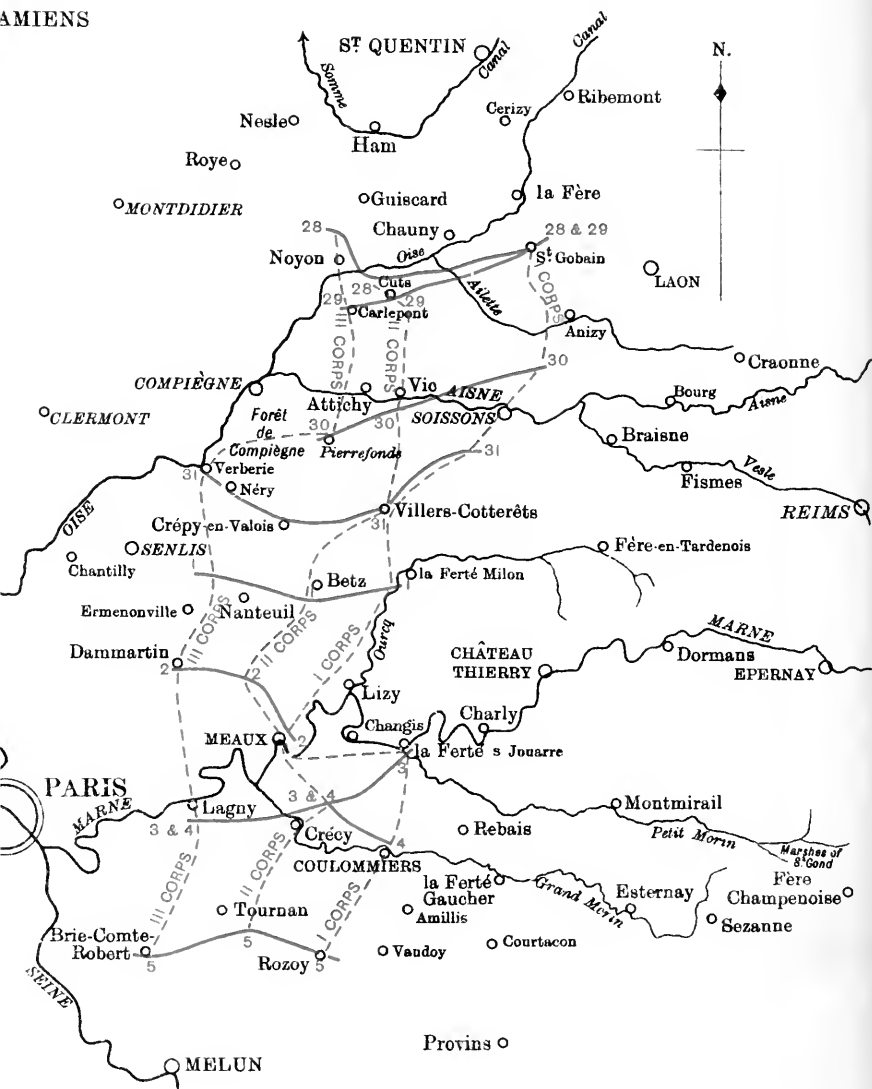 AMIENS
ST QUENTIN
Canal
Canal
N.
Somme
Ribemont
Cerizy
Nesle
Ham
Roye
la Fère
Guiscard
MONTDIDIER
Chauny
28
28 & 29
Oise
St Gobain
Noyon
LAON
Cuts
28
Ailette
CORPS
29
29
Carlepont
Anizy
III CORPS
II CORPS
30
Craonne
COMPIÈGNE
Vic
AISNE
Attichy
Bourg
Aisne
SOISSONS
CLERMONT
Forêt
de
Compiègne
30
30
Braisne
Pierrefonds
31
Verberie
31
Vesle
Fismes
Néry
Villers-Cotterêts
REIMS
OISE
Crépy-en-Valois
31
SENLIS
Fère-en-Tardenois
Chantilly
Betz
la Ferté Milon
Ermenonville
Nanteuil
III CORPS
II CORPS
I CORPS
Ourcq
MARNE
Dammartin
CHÂTEAU
THIERRY
Dormans
EPERNAY
2
2
Lizy
Charly
Changis
MEAUX
2
la Ferté s Jouarre
3
PARIS
MARNE
Lagny
3 & 4
Montmirail
3 & 4
Crécy
Rebais
Petit Morin
Marshes of
St Gond
4
COULOMMIERS
III CORPS
II CORPS
I CORPS
la Ferté
Gaucher
Grand Morin
Esternay
Fère
Champenoise
Tournan
Amillis
Sezanne
Brie-Comte-
Robert
5
5
Rozoy
5
Vaudoy
Courtacon
SEINE
Provins
MELUN